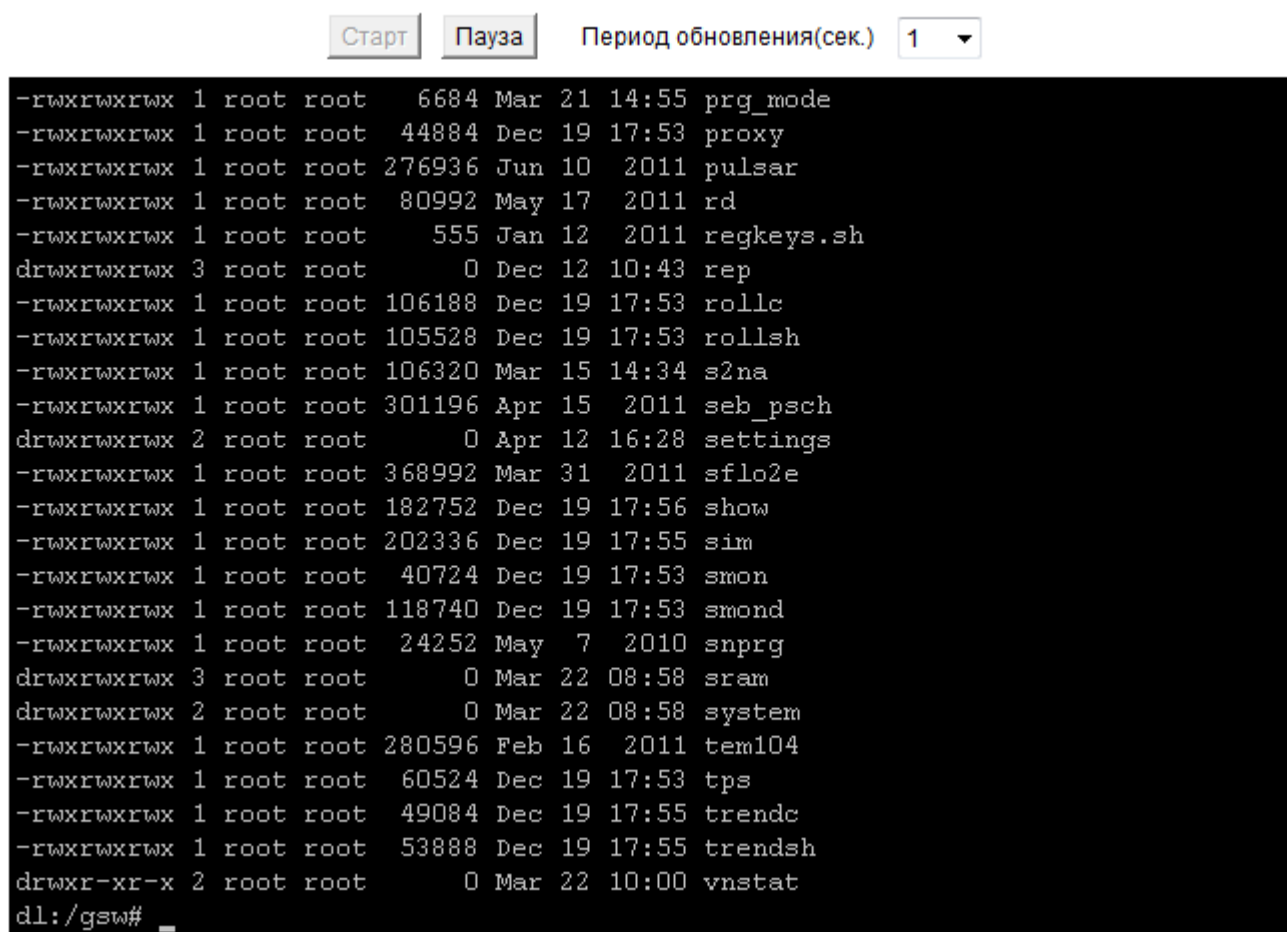 Старт Пауза Период обновления(сек.) 1
-rwxrwxrwx 1 root root   6684 Mar 21 14:55 prg_mode
-rwxrwxrwx 1 root root  44884 Dec 19 17:53 proxy
-rwxrwxrwx 1 root root 276936 Jun 10  2011 pulsar
-rwxrwxrwx 1 root root  80992 May 17  2011 rd
-rwxrwxrwx 1 root root    555 Jan 12  2011 regkeys.sh
drwxrwxrwx 3 root root      0 Dec 12 10:43 rep
-rwxrwxrwx 1 root root 106188 Dec 19 17:53 rollc
-rwxrwxrwx 1 root root 105528 Dec 19 17:53 rollsh
-rwxrwxrwx 1 root root 106320 Mar 15 14:34 s2na
-rwxrwxrwx 1 root root 301196 Apr 15  2011 seb_psch
drwxrwxrwx 2 root root      0 Apr 12 16:28 settings
-rwxrwxrwx 1 root root 368992 Mar 31  2011 sflo2e
-rwxrwxrwx 1 root root 182752 Dec 19 17:56 show
-rwxrwxrwx 1 root root 202336 Dec 19 17:55 sim
-rwxrwxrwx 1 root root  40724 Dec 19 17:53 smon
-rwxrwxrwx 1 root root 118740 Dec 19 17:53 smond
-rwxrwxrwx 1 root root  24252 May  7  2010 snprg
drwxrwxrwx 3 root root      0 Mar 22 08:58 sram
drwxrwxrwx 2 root root      0 Mar 22 08:58 system
-rwxrwxrwx 1 root root 280596 Feb 16  2011 tem104
-rwxrwxrwx 1 root root  60524 Dec 19 17:53 tps
-rwxrwxrwx 1 root root  49084 Dec 19 17:55 trendc
-rwxrwxrwx 1 root root  53888 Dec 19 17:55 trendsh
drwxr-xr-x 2 root root      0 Mar 22 10:00 vnstat
dl:/gsw# _